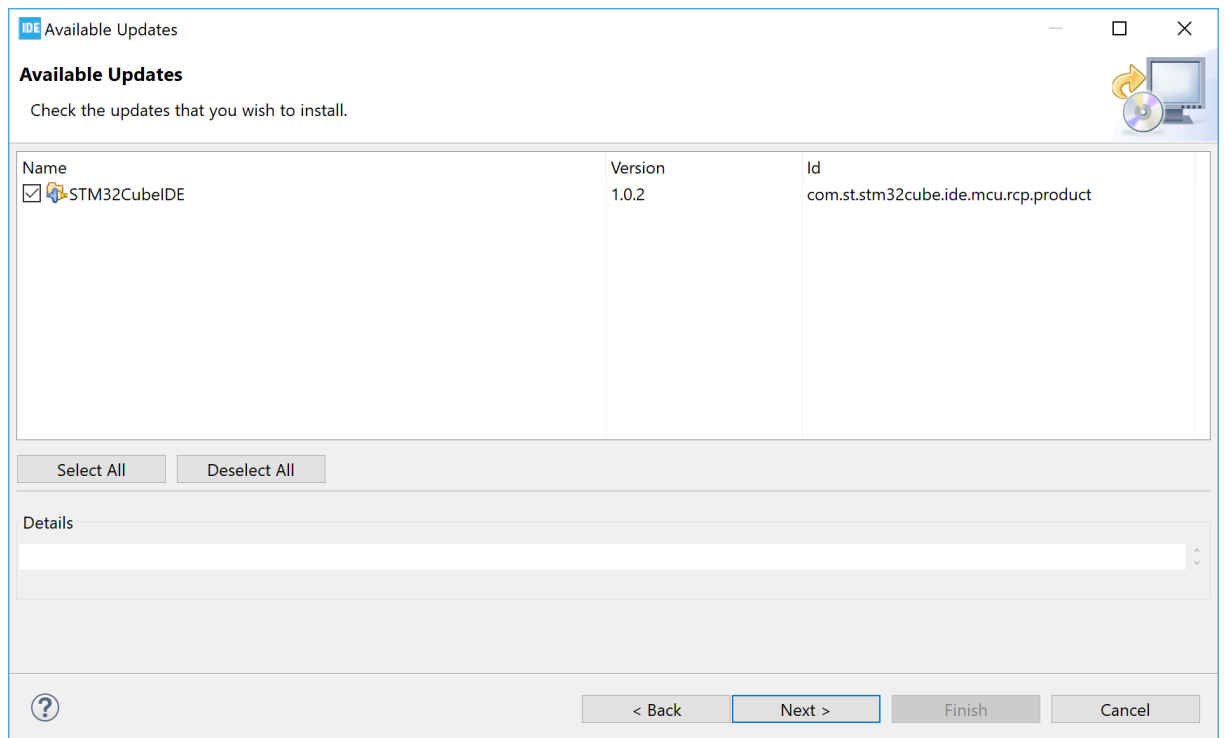 IDE Available Updates
Available Updates
Check the updates that you wish to install.
Name Version Id
STM32CubeIDE 1.0.2 com.st.stm32cube.ide.mcu.rcp.product
Select All Deselect All
Details
? < Back Next > Finish Cancel